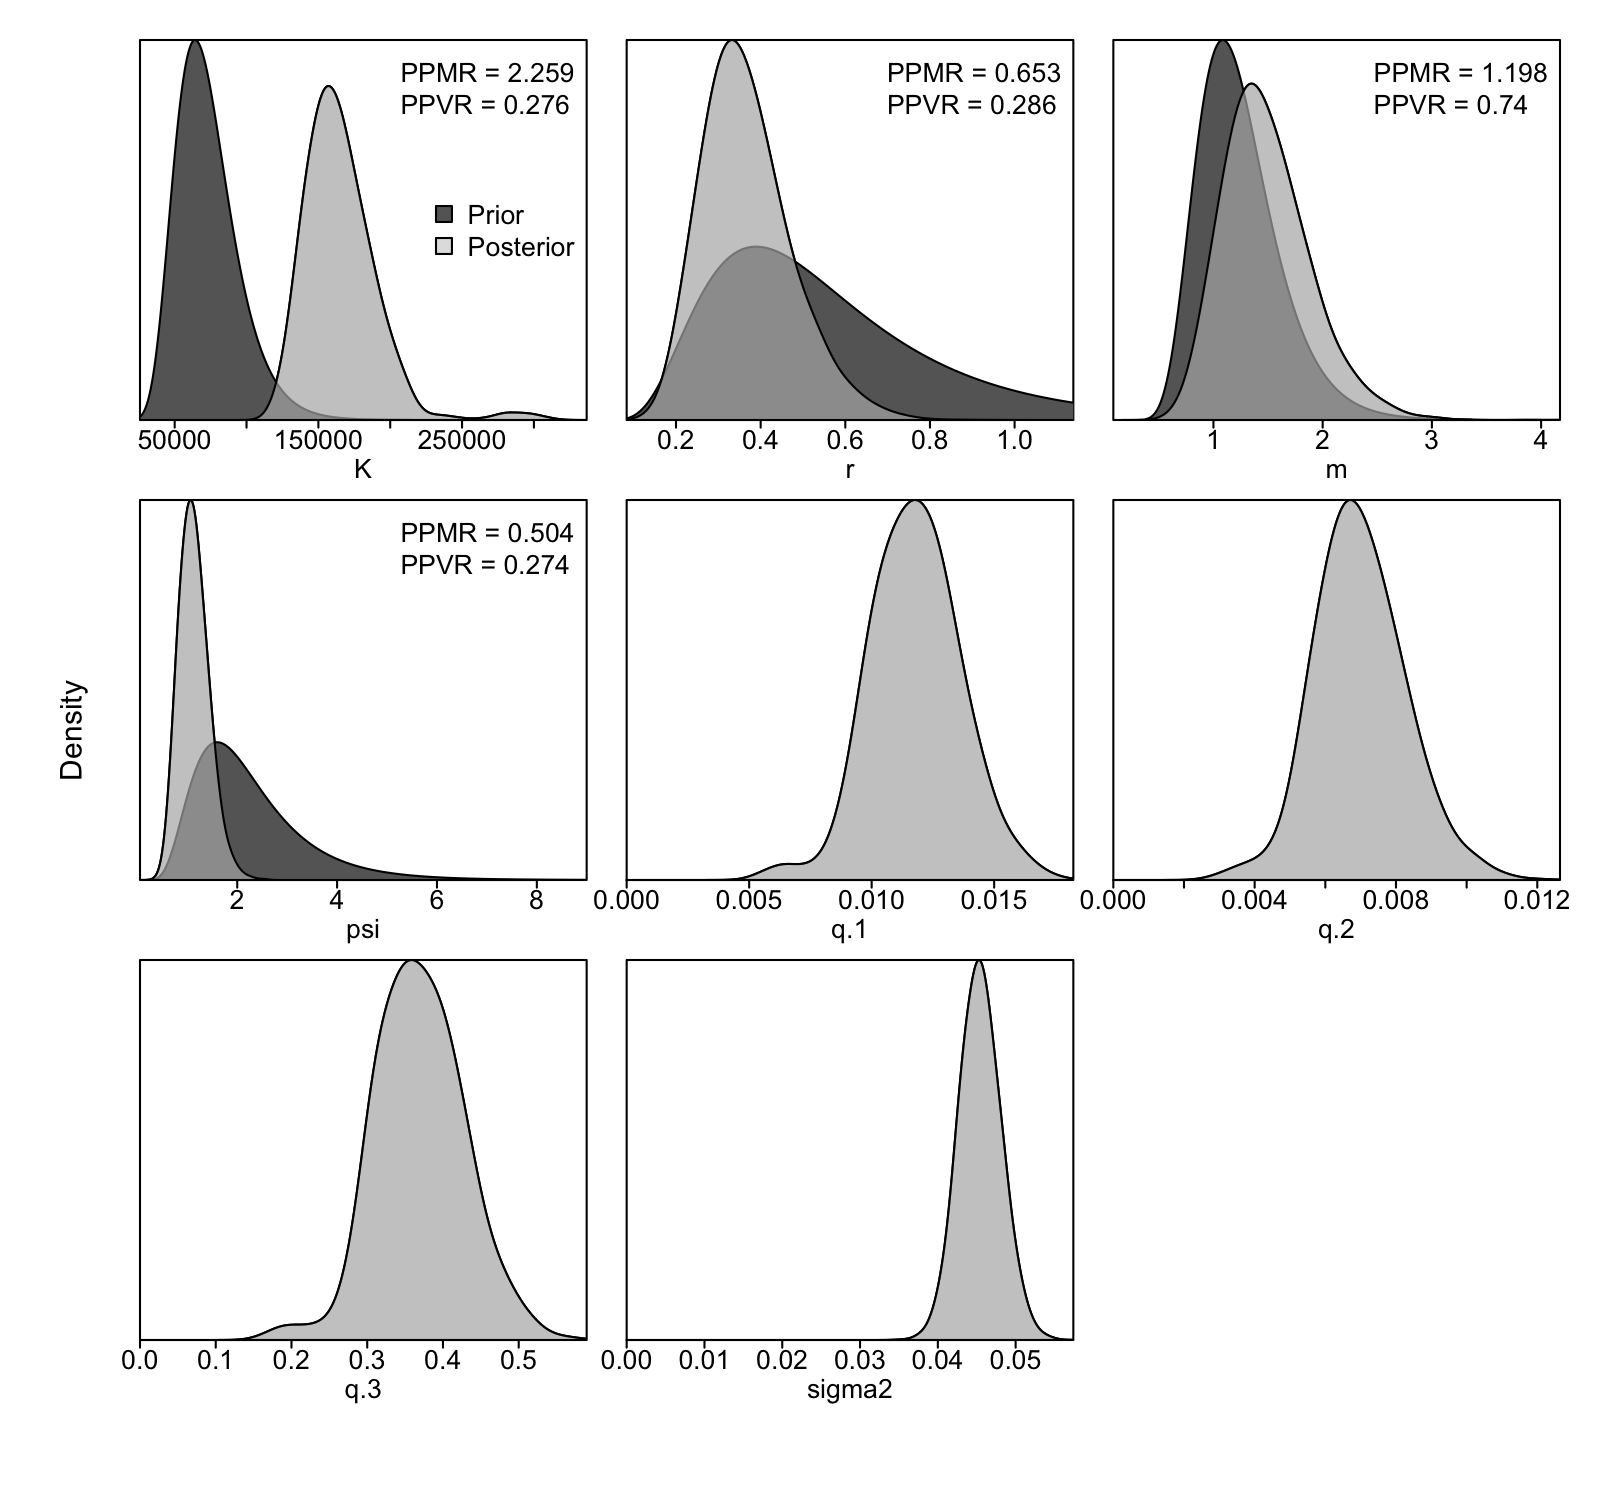 PPMR = 2.259
PPVR = 0.276
Prior
Posterior
50000 150000 250000
K
PPMR = 0.653
PPVR = 0.286
0.2 0.4 0.6 0.8 1.0
r
PPMR = 1.198
PPVR = 0.74
1 2 3 4
m
Density
PPMR = 0.504
PPVR = 0.274
2 4 6 8
psi
0.000 0.005 0.010 0.015
q.1
0.000 0.004 0.008 0.012
q.2
0.0 0.1 0.2 0.3 0.4 0.5
q.3
0.00 0.01 0.02 0.03 0.04 0.05
sigma2